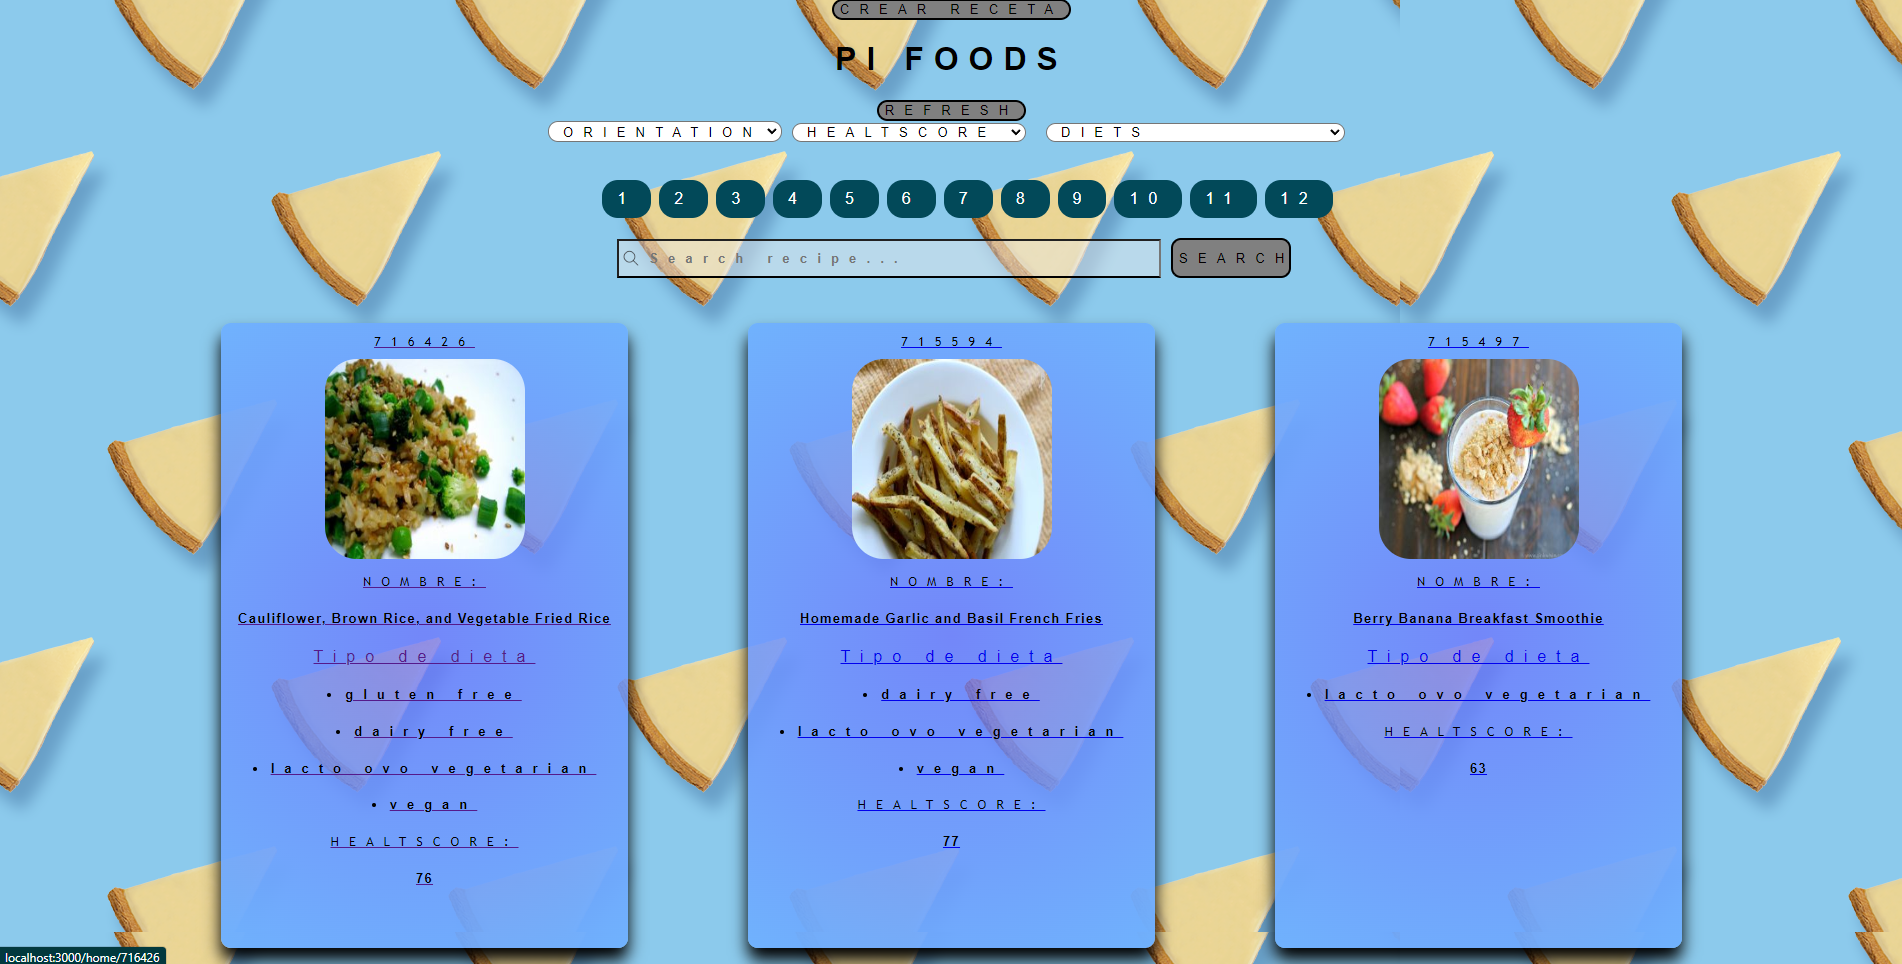 CREAR RECETA
PI FOODS
REFRESH
ORIENTATION HEALTSCORE DIETS
1 2 3 4 5 6 7 8 9 10 11 12
Search recipe... SEARCH
716426
NOMBRE:
Cauliflower, Brown Rice, and Vegetable Fried Rice
Tipo de dieta
• gluten free
• dairy free
• lacto ovo vegetarian
• vegan
HEALTSCORE:
76
715594
NOMBRE:
Homemade Garlic and Basil French Fries
Tipo de dieta
• dairy free
• lacto ovo vegetarian
• vegan
HEALTSCORE:
77
715497
NOMBRE:
Berry Banana Breakfast Smoothie
Tipo de dieta
• lacto ovo vegetarian
HEALTSCORE:
63
localhost:3000/home/716426